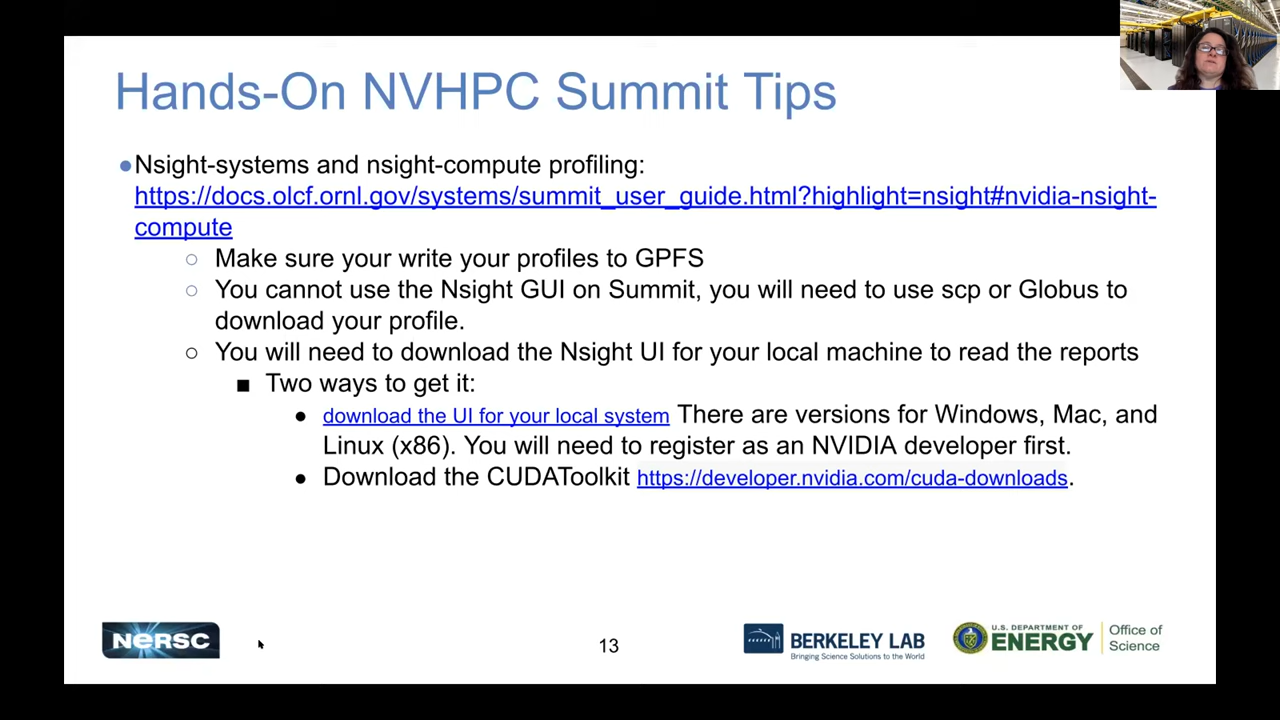 Hands-On NVHPC Summit Tips
●Nsight-systems and nsight-compute profiling:
https://docs.olcf.ornl.gov/systems/summit_user_guide.html?highlight=nsight#nvidia-nsight-
compute
○ Make sure your write your profiles to GPFS
○ You cannot use the Nsight GUI on Summit, you will need to use scp or Globus to
download your profile.
○ You will need to download the Nsight UI for your local machine to read the reports
■ Two ways to get it:
● download the UI for your local system There are versions for Windows, Mac, and
Linux (x86). You will need to register as an NVIDIA developer first.
● Download the CUDAToolkit https://developer.nvidia.com/cuda-downloads.
NERSC
13
BERKELEY LAB
Bringing Science Solutions to the World
U.S. DEPARTMENT OF
ENERGY
Office of
Science